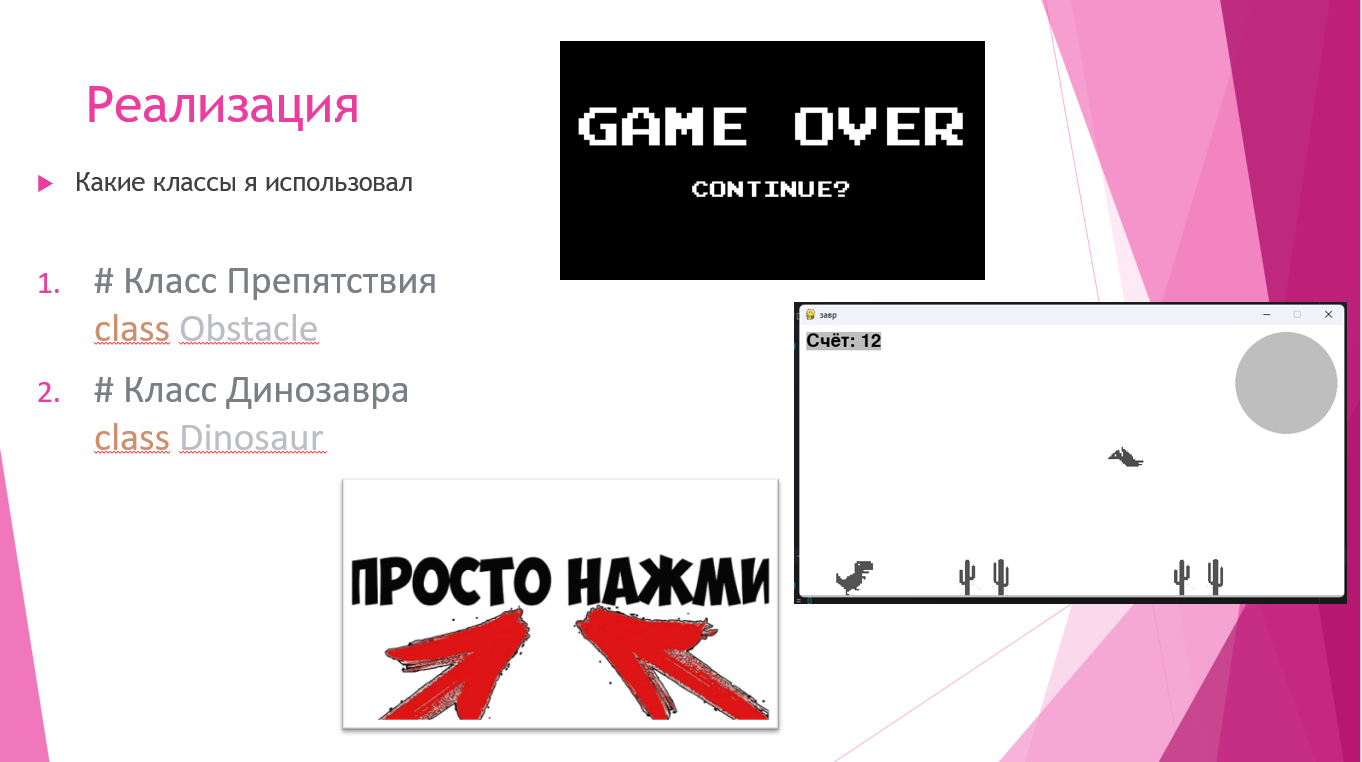 Реализация
Какие классы я использовал
1. # Класс Препятствия
class Obstacle
2. # Класс Динозавра
class Dinosaur
GAME OVER
CONTINUE?
завр
Счёт: 12
ПРОСТО НАЖМИ